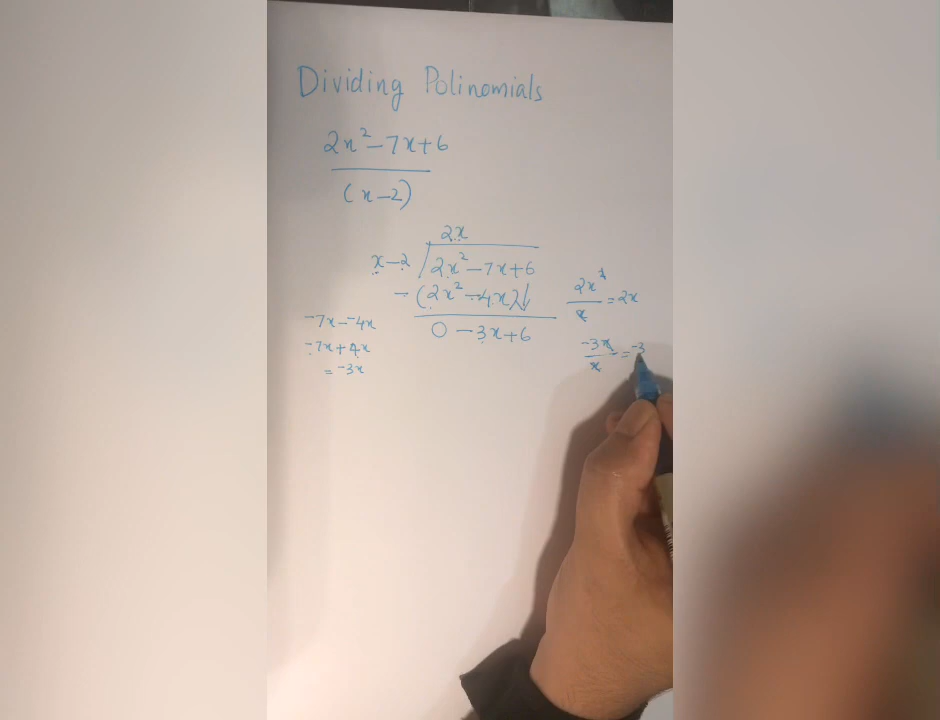 Dividing Polinomials
2x² - 7x + 6
(x - 2)
2x
x - 2 √2x² - 7x + 6
- (2x² - 4x) ↓
0 - 3x + 6
-7x - -4x
-7x + 4x
= -3x
2x² / x = 2x
-3x / x = -3